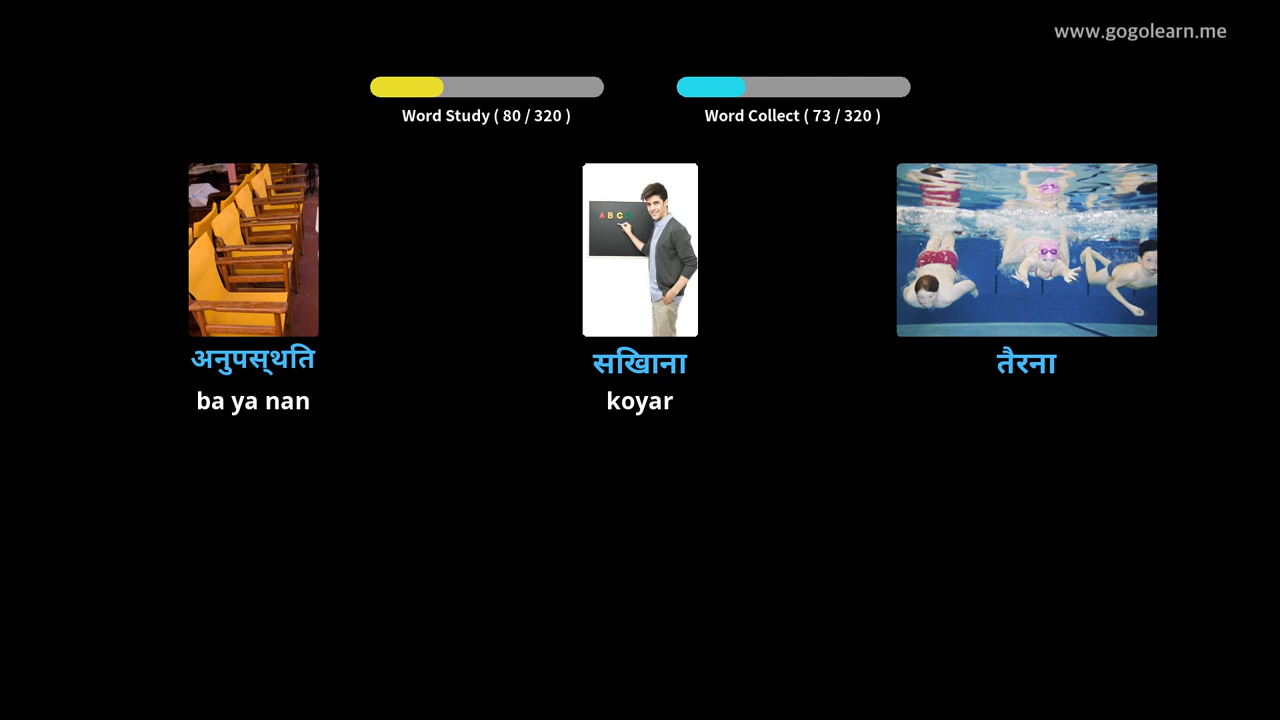 www.gogolearn.me
Word Study ( 80 / 320 )
Word Collect ( 73 / 320 )
अनुपस्थति
सखिाना
तैरना
ba ya nan
koyar
A B C